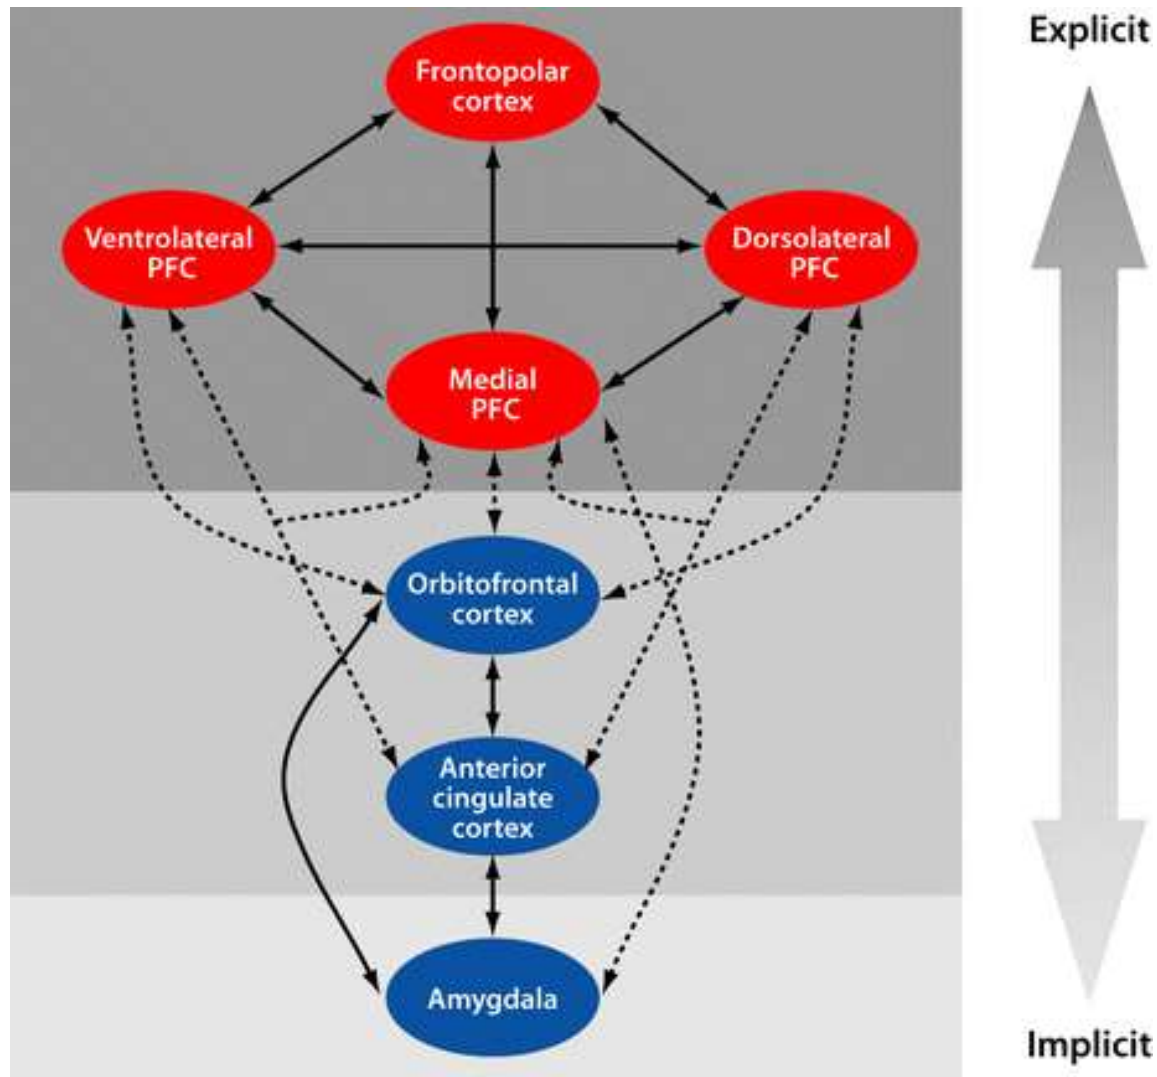 Explicit
Frontopolar
cortex
Ventrolateral
PFC
Dorsolateral
PFC
Medial
PFC
Orbitofrontal
cortex
Anterior
cingulate
cortex
Amygdala
Implicit